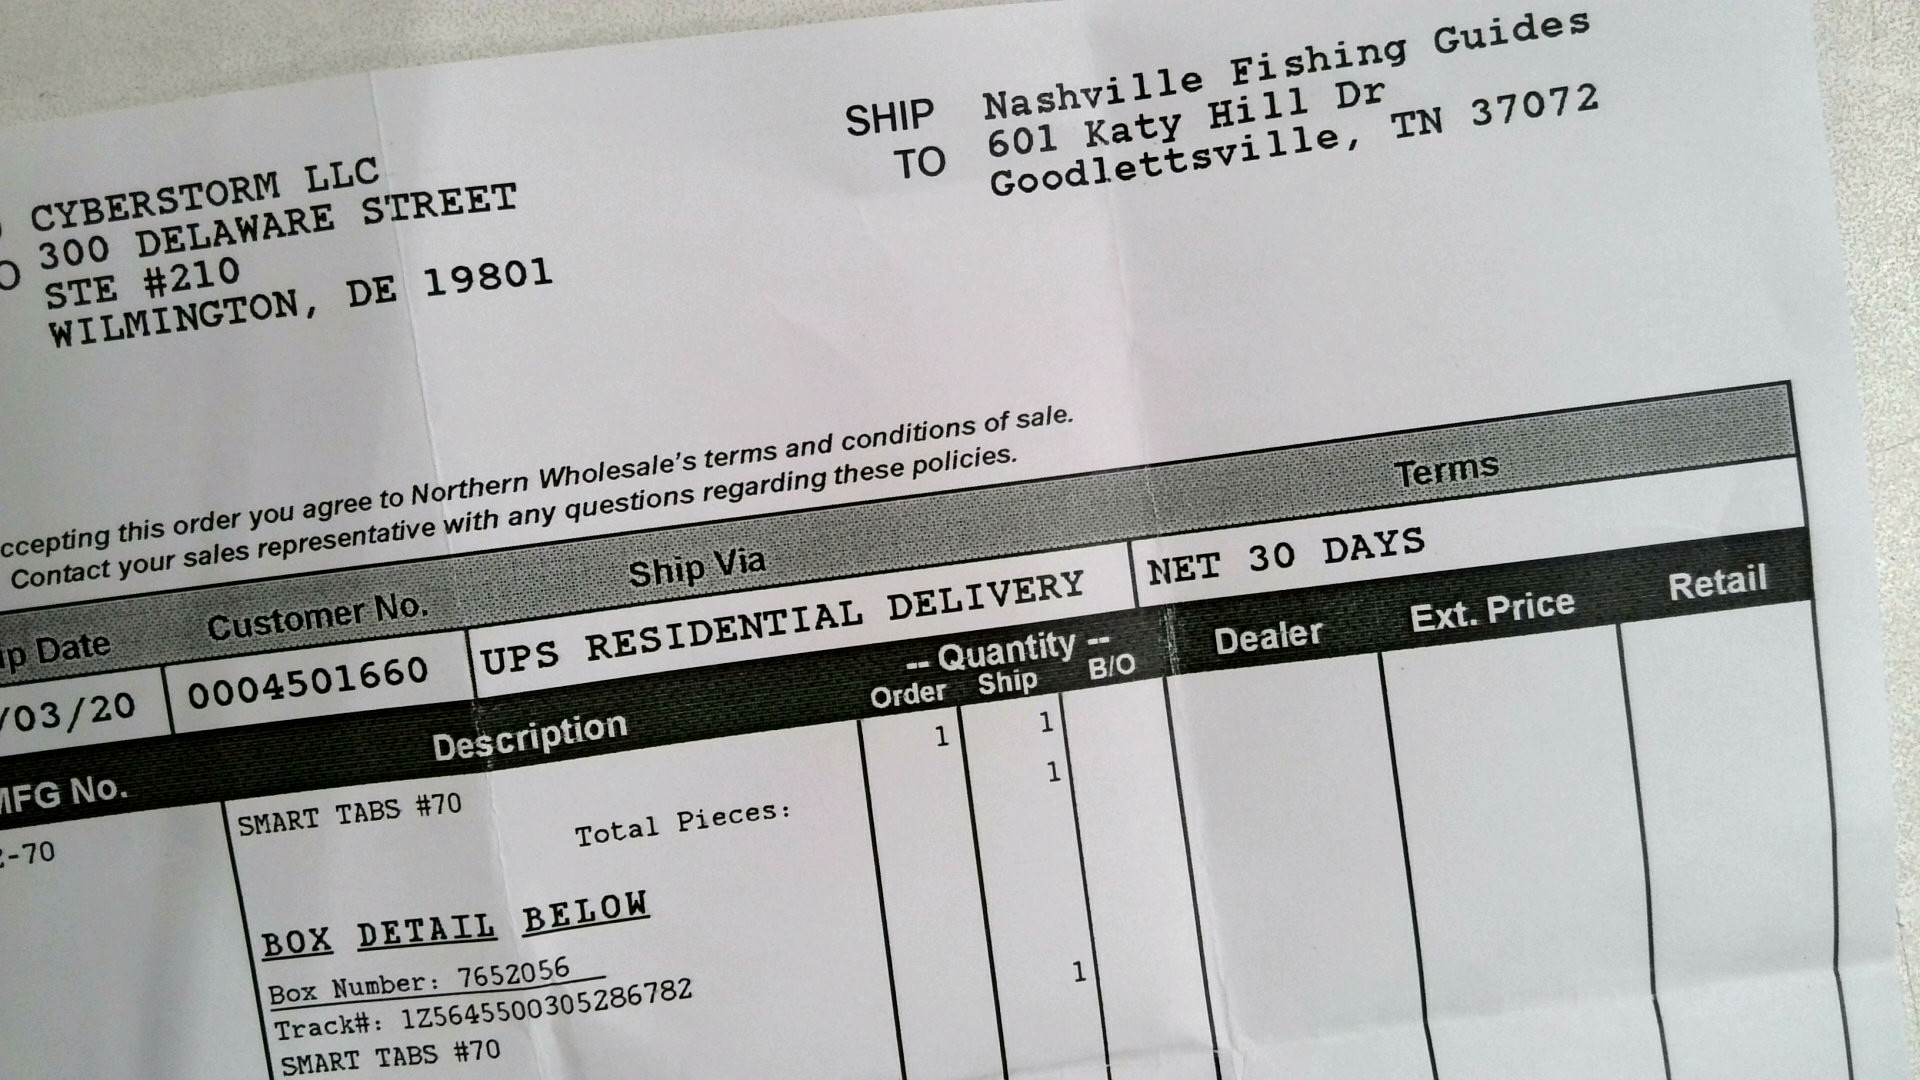 CYBERSTORM LLC
300 DELAWARE STREET
STE #210
WILMINGTON, DE 19801
SHIP TO
Nashville Fishing Guides
601 Katy Hill Dr
Goodlettsville, TN 37072
ccepting this order you agree to Northern Wholesale's terms and conditions of sale.
Contact your sales representative with any questions regarding these policies.
ip Date Customer No. Ship Via Terms
/03/20 0004501660 UPS RESIDENTIAL DELIVERY NET 30 DAYS
MFG No. Description -- Quantity -- Dealer Ext. Price Retail
Order Ship B/O
-70 SMART TABS #70 1 1
Total Pieces: 1
BOX DETAIL BELOW
Box Number: 7652056
Track#: 1Z5645500305286782
SMART TABS #70 1